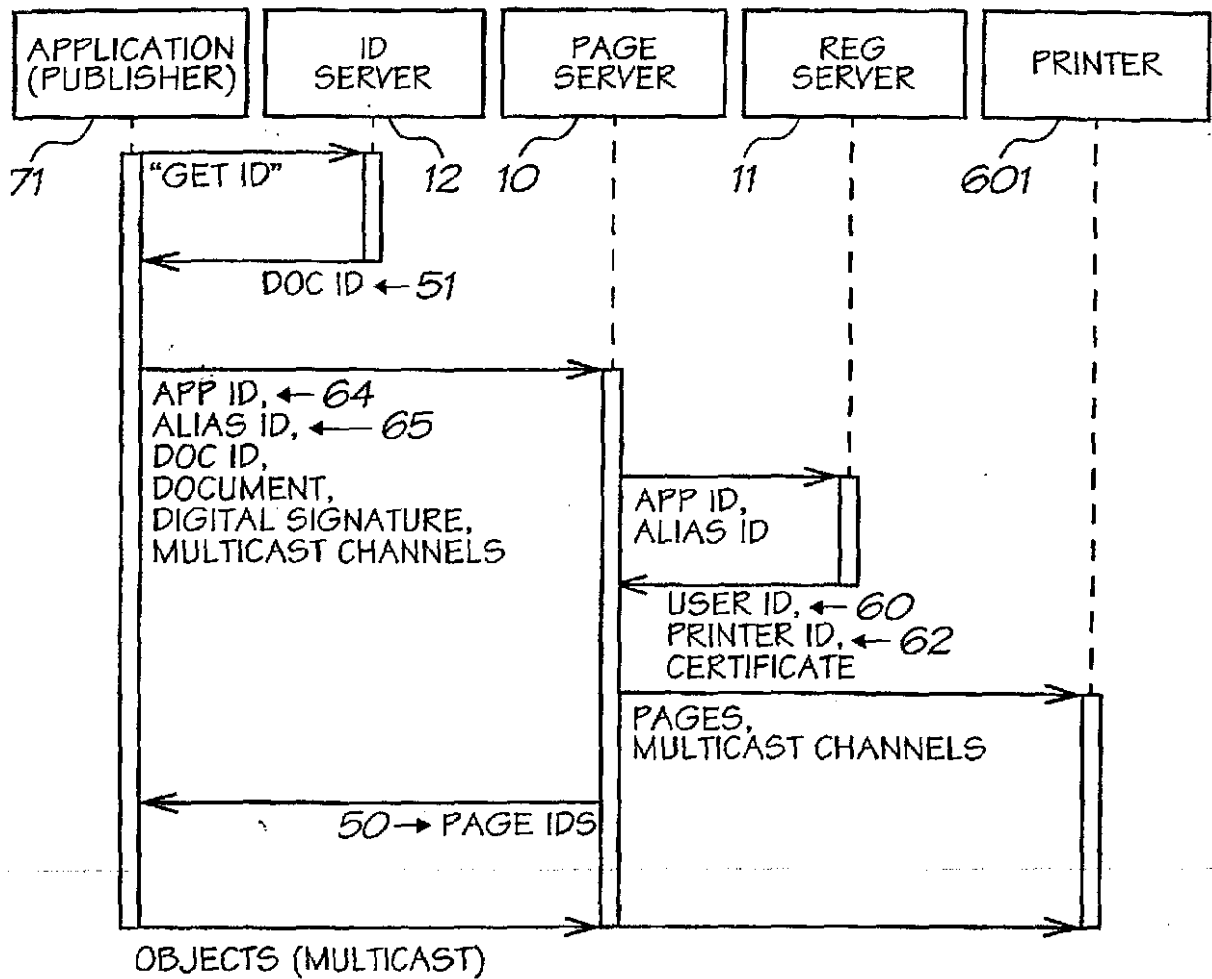 APPLICATION
(PUBLISHER)
ID
SERVER
PAGE
SERVER
REG
SERVER
PRINTER
71
12
10
11
601
"GET ID"
DOC ID ← 51
APP ID, ← 64
ALIAS ID, ← 65
DOC ID,
DOCUMENT,
DIGITAL SIGNATURE,
MULTICAST CHANNELS
APP ID,
ALIAS ID
USER ID, ← 60
PRINTER ID, ← 62
CERTIFICATE
PAGES,
MULTICAST CHANNELS
50 → PAGE IDS
OBJECTS (MULTICAST)